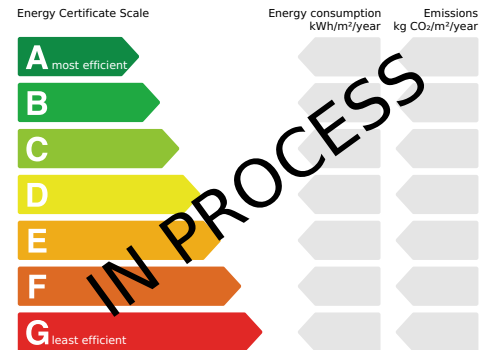 Energy Certificate Scale
Energy consumption
kWh/m²/year
Emissions
kg CO₂/m²/year
A most efficient
B
C
D
E
F
G least efficient
IN PROCESS